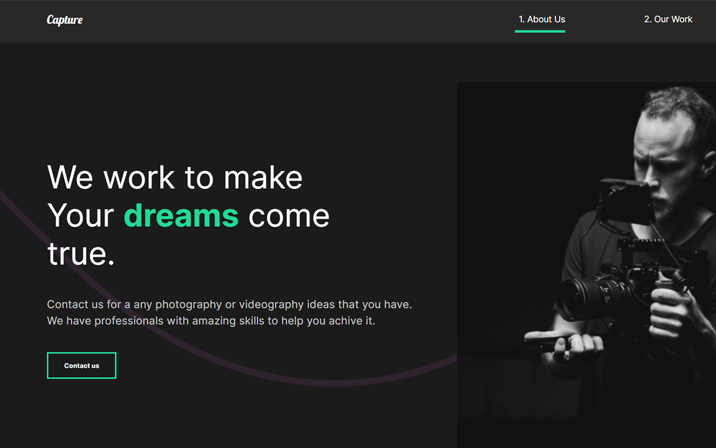 Capture
1. About Us
2. Our Work
We work to make
Your dreams come
true.
Contact us for a any photography or videography ideas that you have.
We have professionals with amazing skills to help you achive it.
Contact us